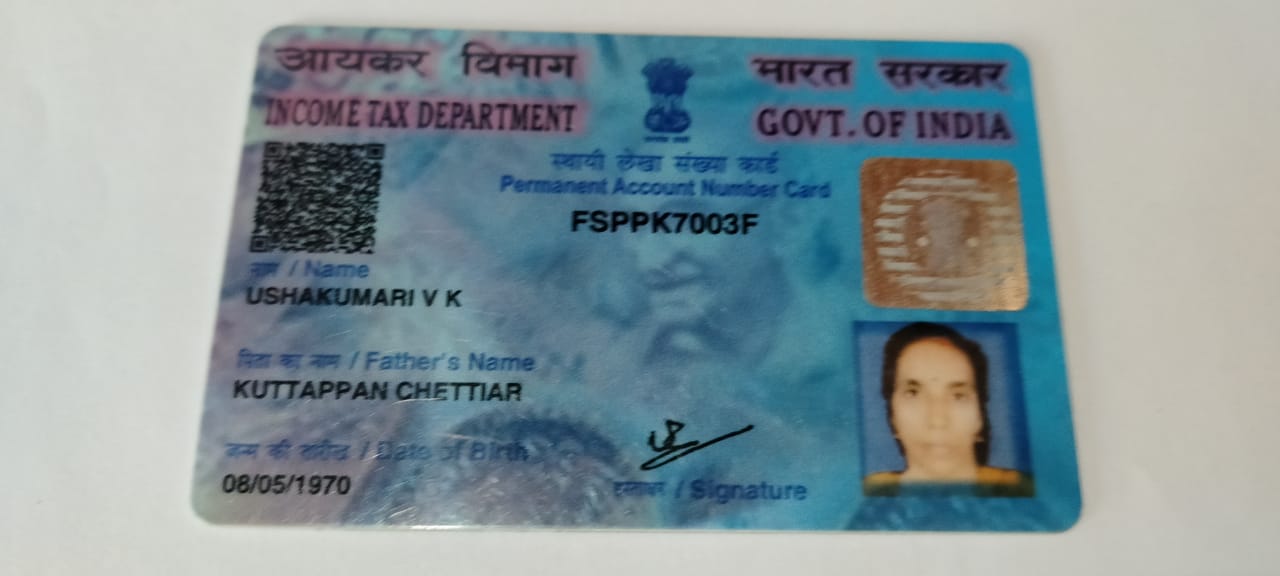 आयकर विभाग
INCOME TAX DEPARTMENT
भारत सरकार
GOVT. OF INDIA
स्थायी लेखा संख्या कार्ड
Permanent Account Number Card
FSPPK7003F
नाम / Name
USHAKUMARI V K
पिता का नाम / Father's Name
KUTTAPPAN CHETTIAR
जन्म की तारीख / Date of Birth
08/05/1970
हस्ताक्षर / Signature